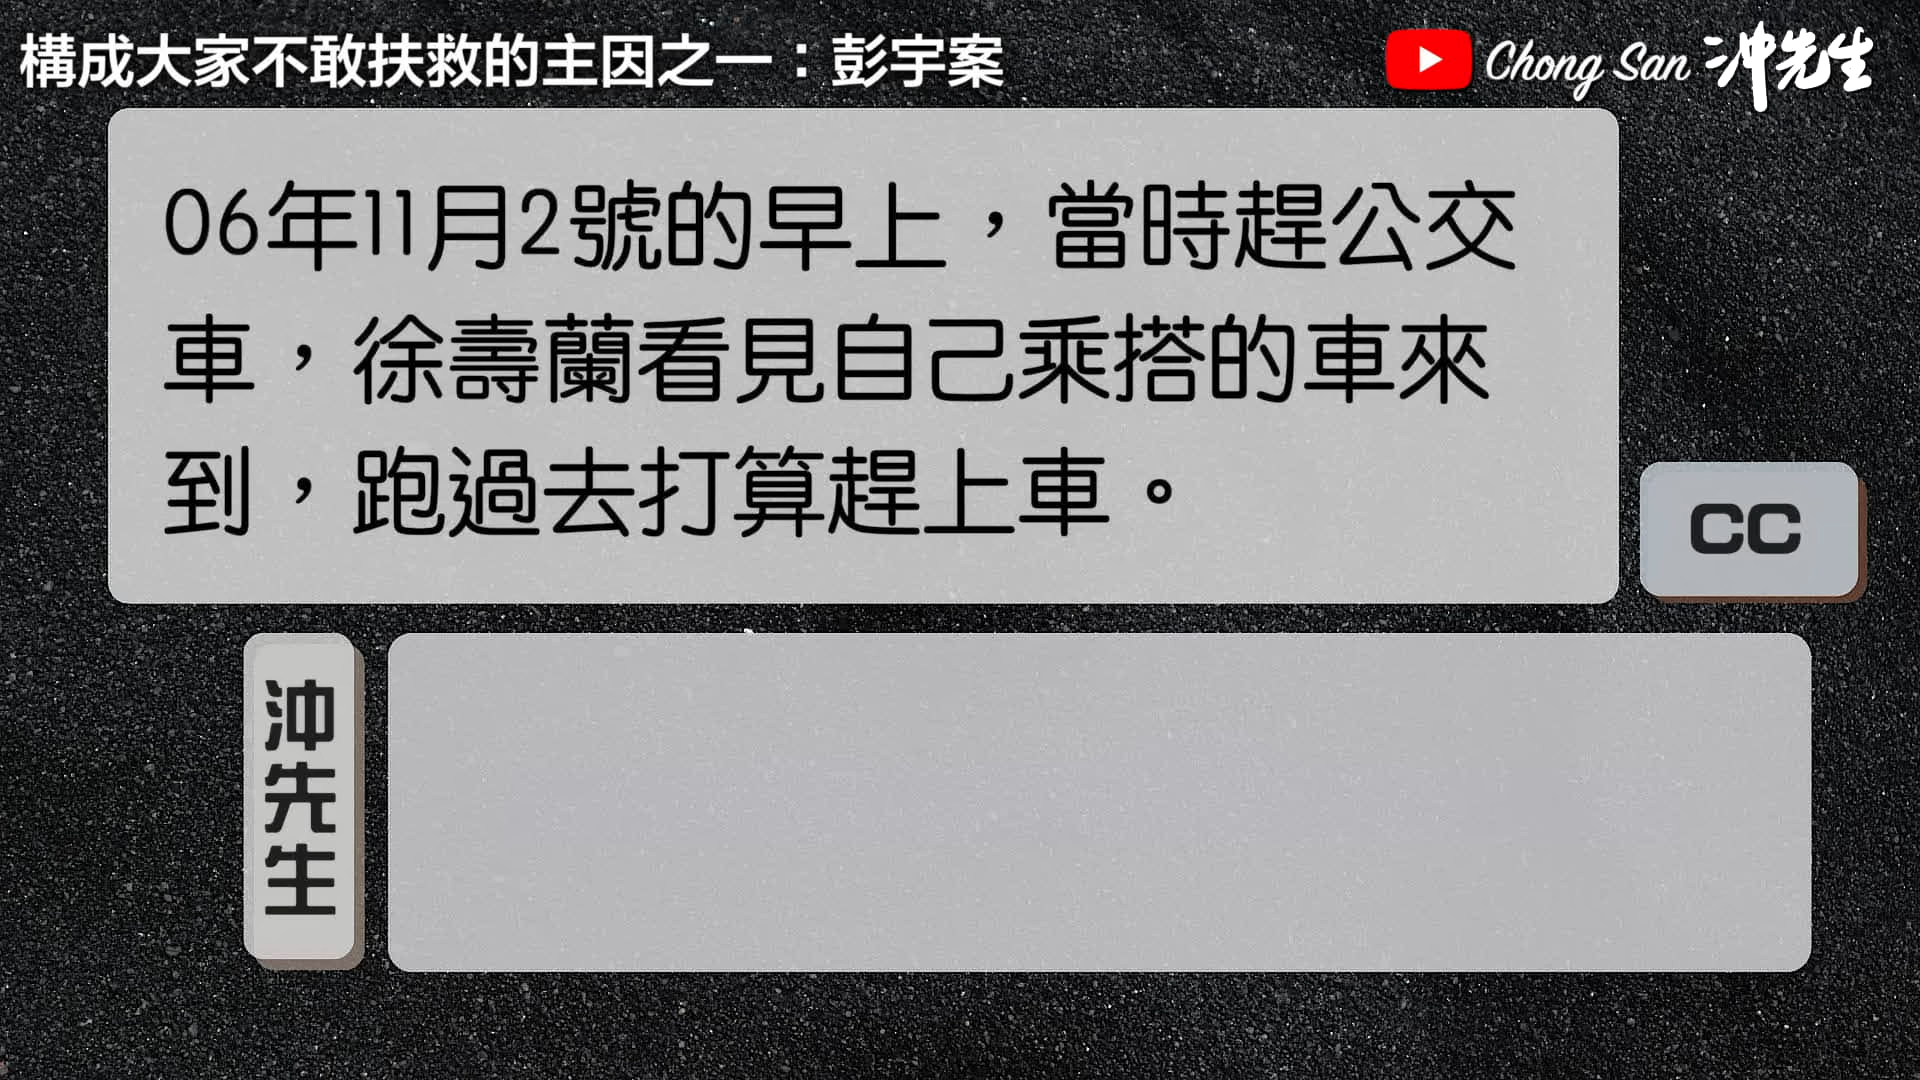 構成大家不敢扶救的主因之一：彭宇案
Chong San 沖先生
06年11月2號的早上，當時趕公交
車，徐壽蘭看見自己乘搭的車來
到，跑過去打算趕上車。
CC
沖先生